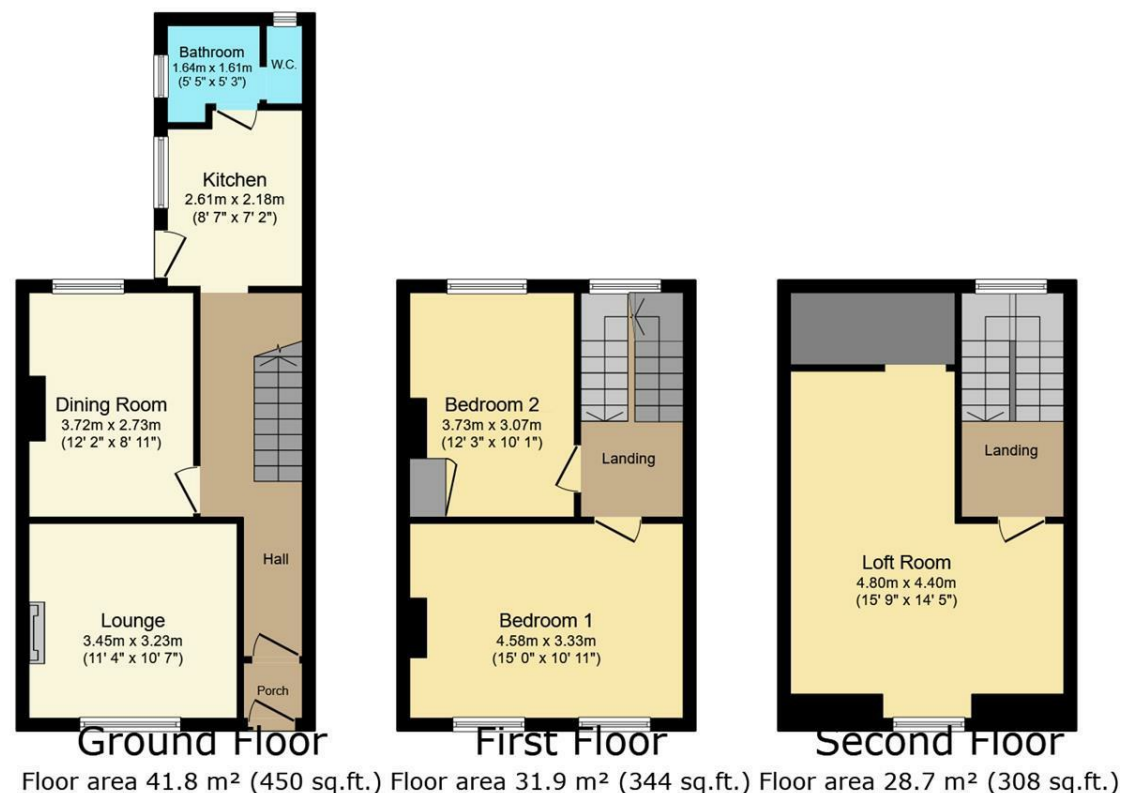 Bathroom
1.64m x 1.61m
(5' 5" x 5' 3")
W.C.
Kitchen
2.61m x 2.18m
(8' 7" x 7' 2")
Dining Room
3.72m x 2.73m
(12' 2" x 8' 11")
Hall
Lounge
3.45m x 3.23m
(11' 4" x 10' 7")
Porch
Ground Floor
Floor area 41.8 m² (450 sq.ft.)
Bedroom 2
3.73m x 3.07m
(12' 3" x 10' 1")
Landing
Bedroom 1
4.58m x 3.33m
(15' 0" x 10' 11")
First Floor
Floor area 31.9 m² (344 sq.ft.)
Landing
Loft Room
4.80m x 4.40m
(15' 9" x 14' 5")
Second Floor
Floor area 28.7 m² (308 sq.ft.)